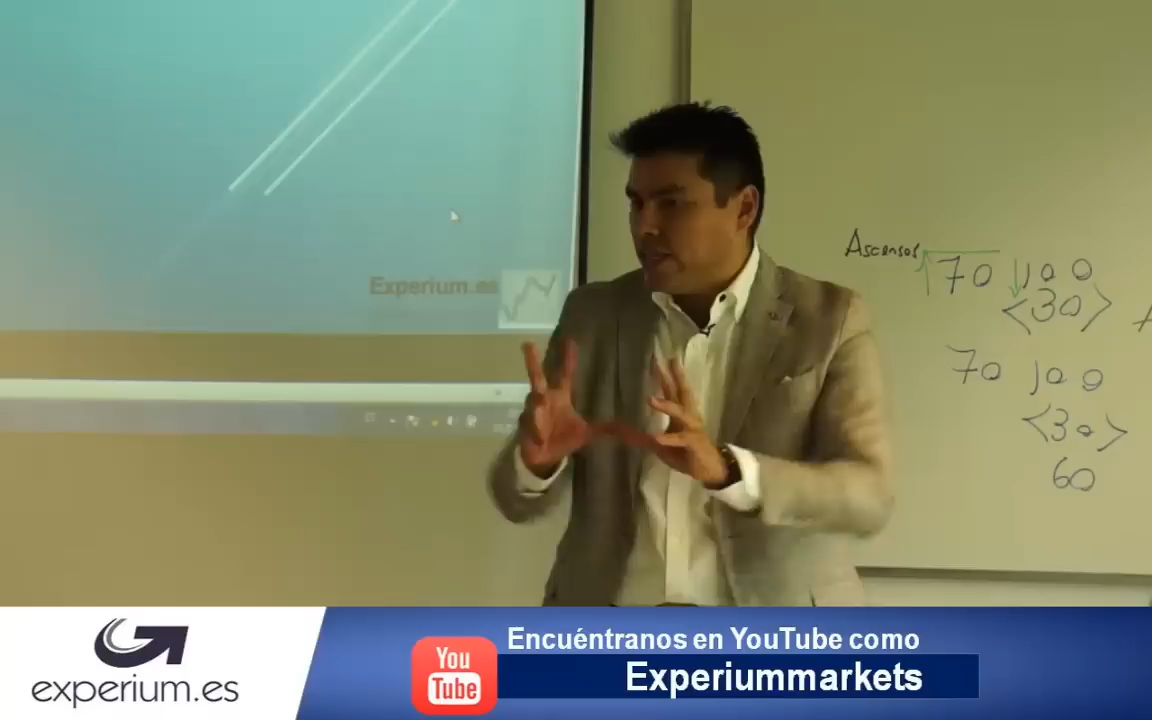 Experium.es
Ascensos
70 100
<30>
70 100
<30>
60
experium.es
You
Tube
Encuéntranos en YouTube como
Experiummarkets